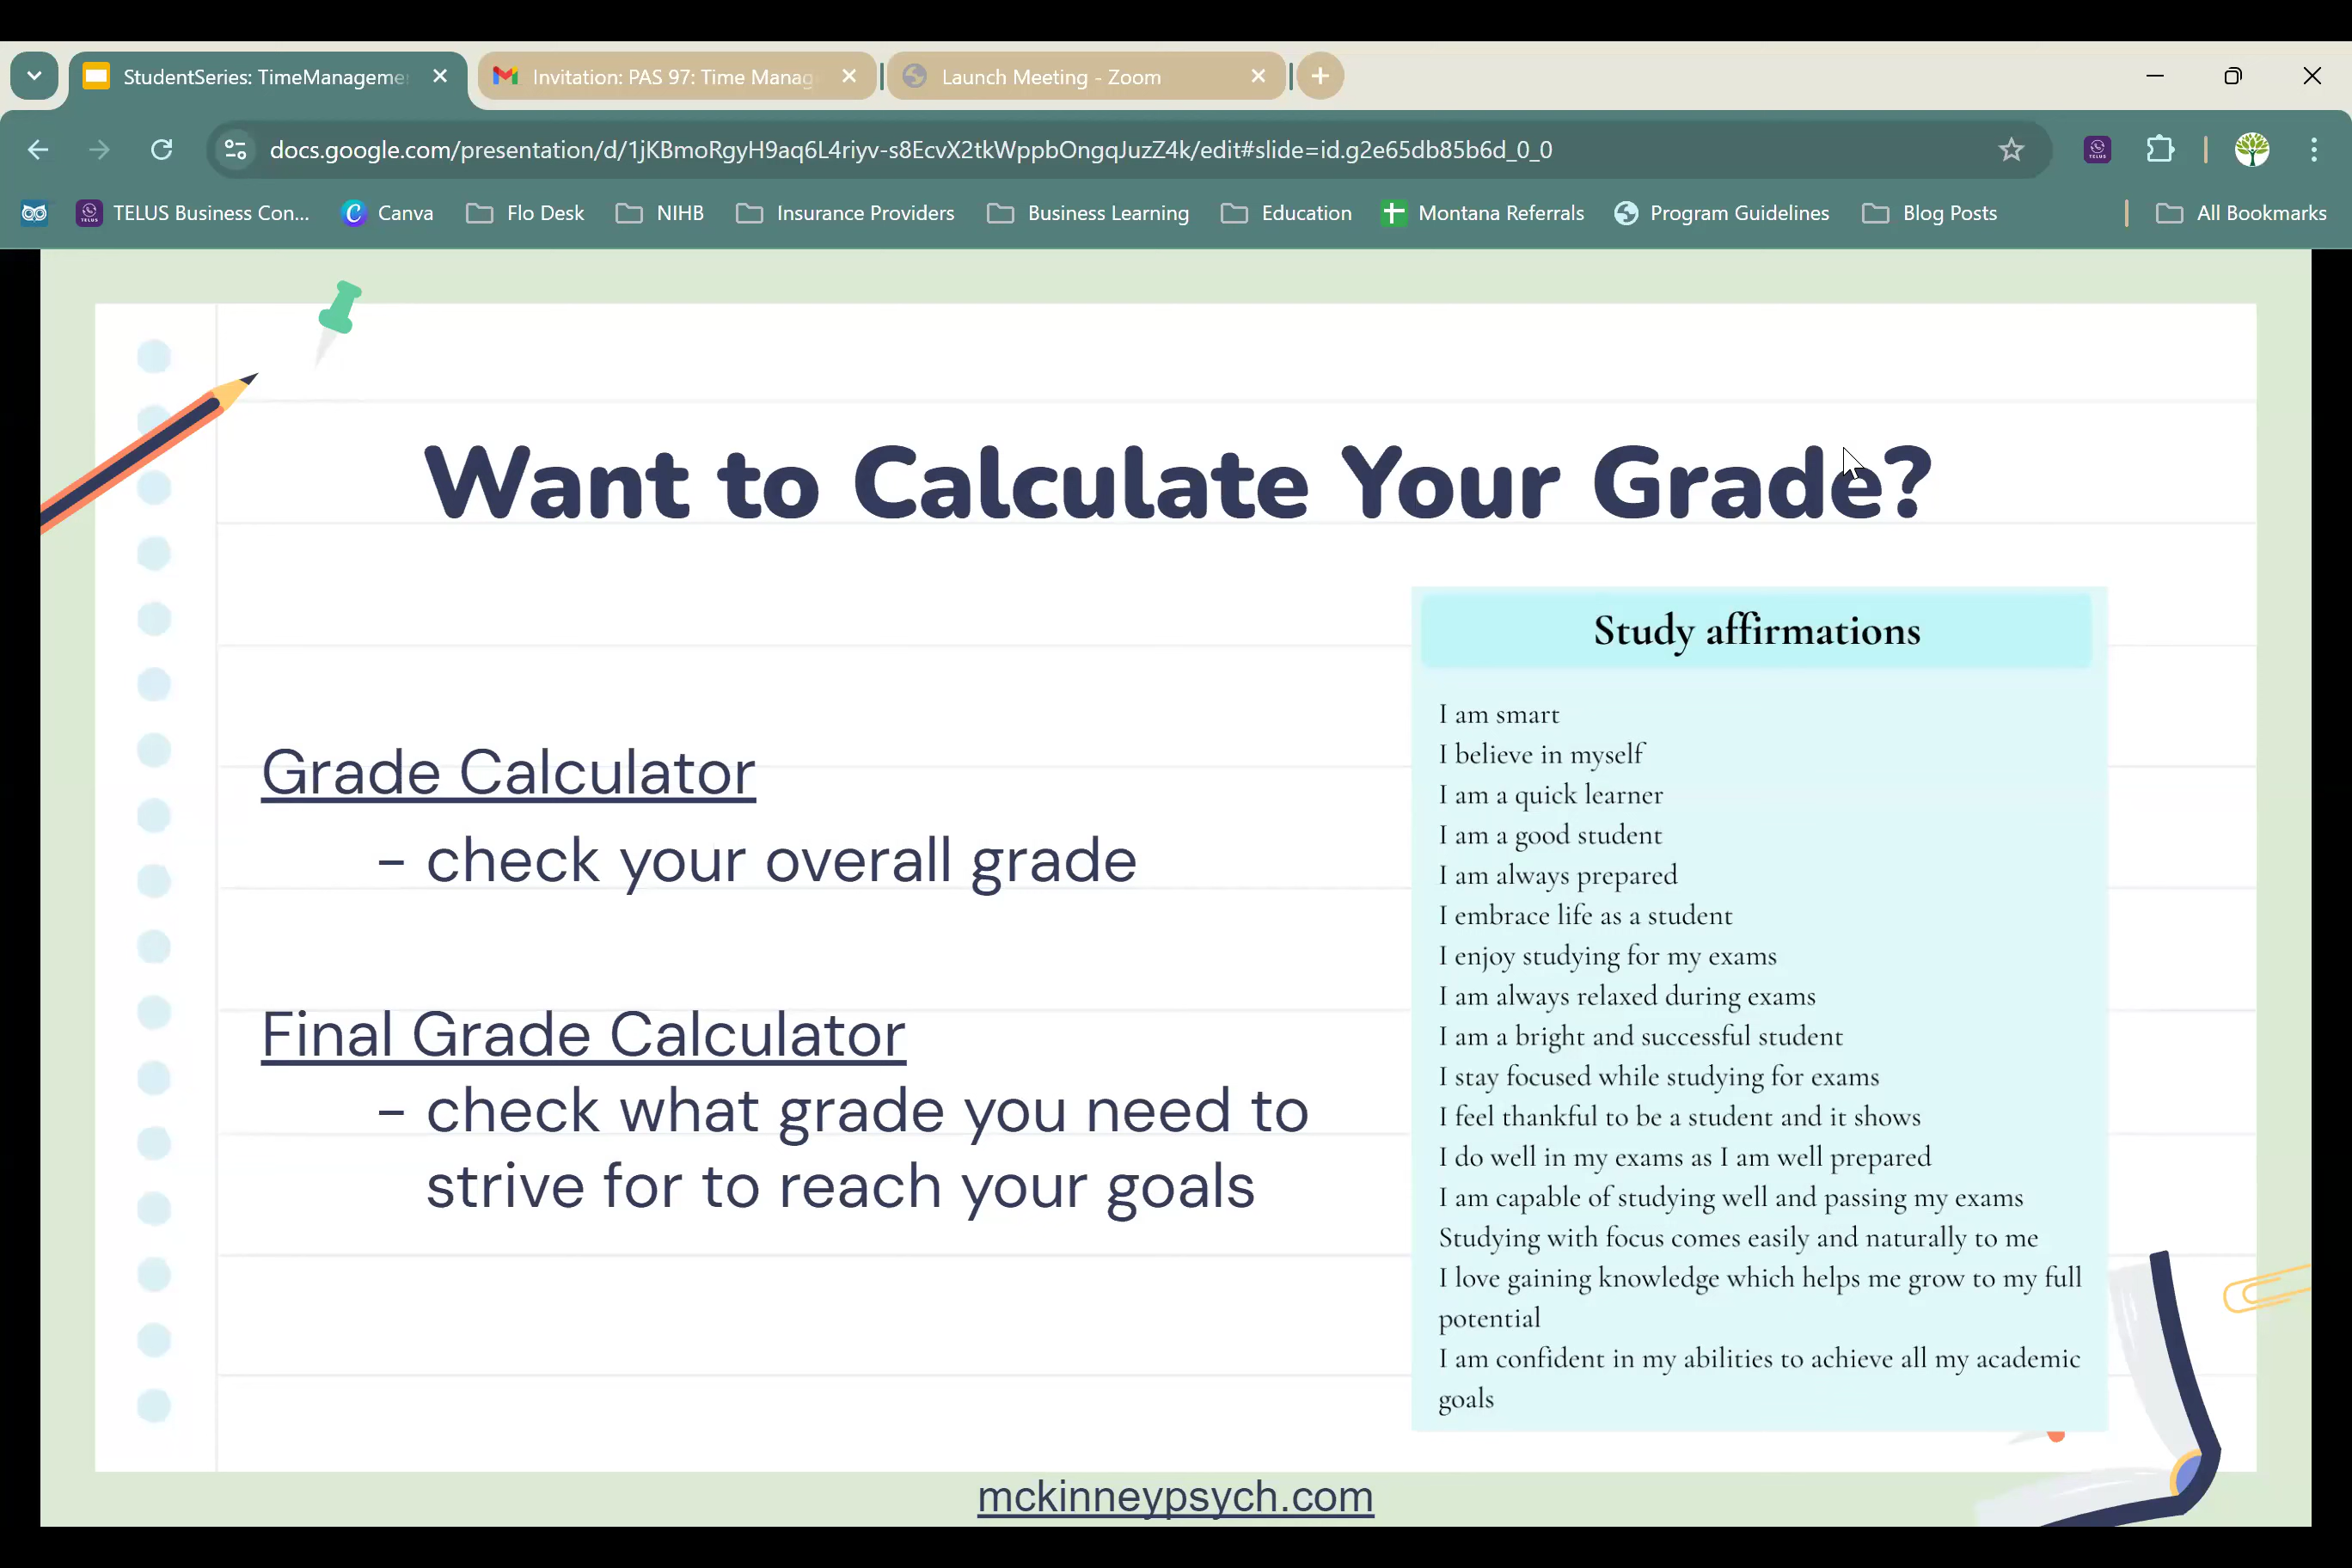 StudentSeries: TimeManageme
Invitation: PAS 97: Time Manag
Launch Meeting - Zoom
docs.google.com/presentation/d/1jKBmoRgyH9aq6L4riyv-s8EcvX2tkWppbOngqJuzZ4k/edit#slide=id.g2e65db85b6d_0_0
TELUS Business Con...
Canva
Flo Desk
NIHB
Insurance Providers
Business Learning
Education
Montana Referrals
Program Guidelines
Blog Posts
All Bookmarks
Want to Calculate Your Grade?
Grade Calculator
- check your overall grade
Final Grade Calculator
- check what grade you need to
strive for to reach your goals
Study affirmations
I am smart
I believe in myself
I am a quick learner
I am a good student
I am always prepared
I embrace life as a student
I enjoy studying for my exams
I am always relaxed during exams
I am a bright and successful student
I stay focused while studying for exams
I feel thankful to be a student and it shows
I do well in my exams as I am well prepared
I am capable of studying well and passing my exams
Studying with focus comes easily and naturally to me
I love gaining knowledge which helps me grow to my full
potential
I am confident in my abilities to achieve all my academic
goals
mckinneypsych.com